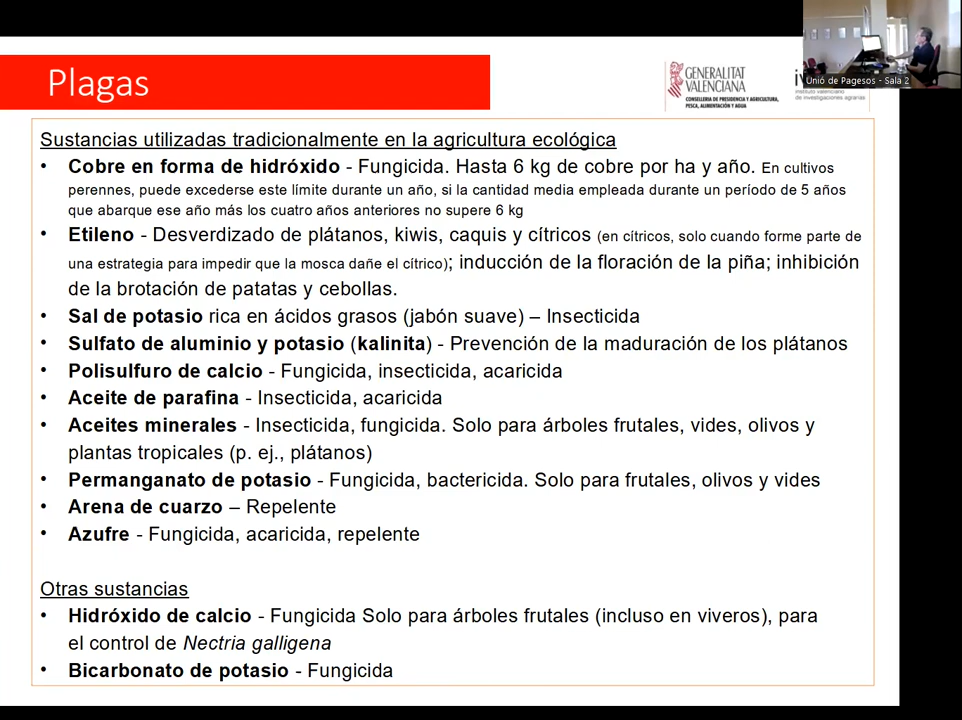 Plagas
GENERALITAT
VALENCIANA
CONSELLERIA DE PRESIDENCIA Y AGRICULTURA,
PESCA, ALIMENTACIÓN Y AGUA
instituto valenciano
de investigaciones agrarias
Unió de Pagesos - Sala 2
Sustancias utilizadas tradicionalmente en la agricultura ecológica
• Cobre en forma de hidróxido - Fungicida. Hasta 6 kg de cobre por ha y año. En cultivos
perennes, puede excederse este límite durante un año, si la cantidad media empleada durante un período de 5 años
que abarque ese año más los cuatro años anteriores no supere 6 kg
• Etileno - Desverdizado de plátanos, kiwis, caquis y cítricos (en cítricos, solo cuando forme parte de
una estrategia para impedir que la mosca dañe el cítrico); inducción de la floración de la piña; inhibición
de la brotación de patatas y cebollas.
• Sal de potasio rica en ácidos grasos (jabón suave) – Insecticida
• Sulfato de aluminio y potasio (kalinita) - Prevención de la maduración de los plátanos
• Polisulfuro de calcio - Fungicida, insecticida, acaricida
• Aceite de parafina - Insecticida, acaricida
• Aceites minerales - Insecticida, fungicida. Solo para árboles frutales, vides, olivos y
plantas tropicales (p. ej., plátanos)
• Permanganato de potasio - Fungicida, bactericida. Solo para frutales, olivos y vides
• Arena de cuarzo – Repelente
• Azufre - Fungicida, acaricida, repelente
Otras sustancias
• Hidróxido de calcio - Fungicida Solo para árboles frutales (incluso en viveros), para
el control de Nectria galligena
• Bicarbonato de potasio - Fungicida